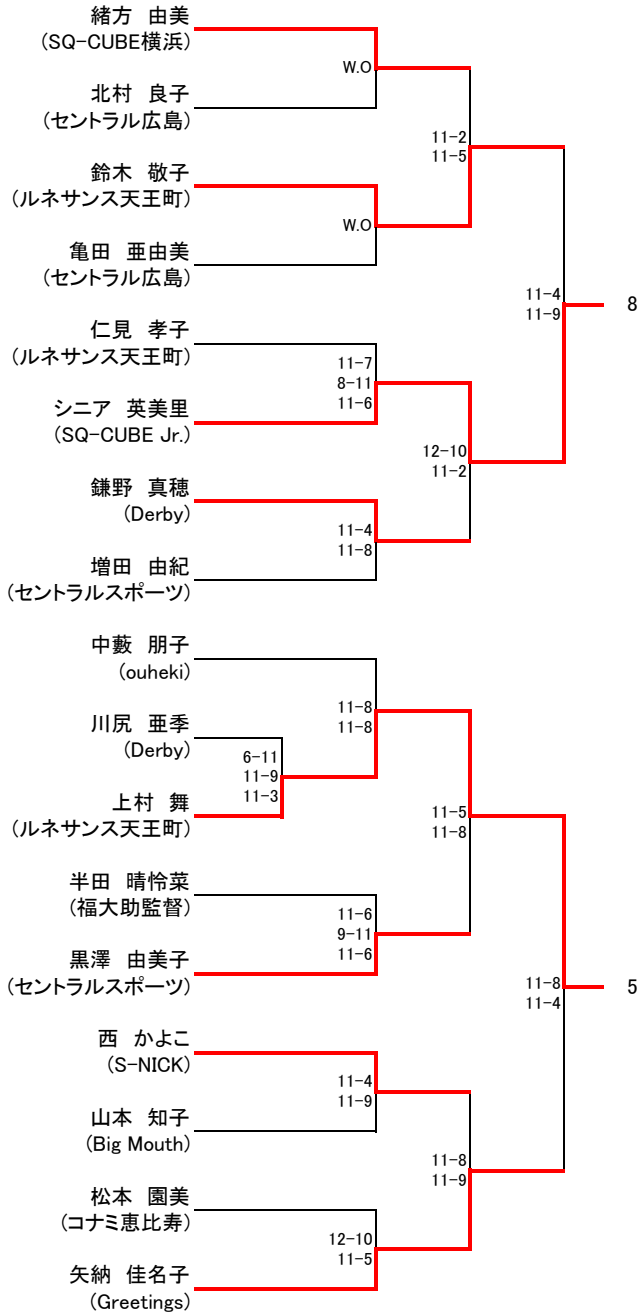 緒方　由美
(SQ-CUBE横浜)
W.O
北村　良子
(セントラル広島)
11-2
11-5
鈴木　敬子
(ルネサンス天王町)
W.O
亀田　亜由美
(セントラル広島)
11-4
11-9
8
仁見　孝子
(ルネサンス天王町)
11-7
8-11
11-6
シニア　英美里
(SQ-CUBE Jr.)
12-10
11-2
鎌野　真穂
(Derby)
11-4
11-8
増田　由紀
(セントラルスポーツ)
中藪　朋子
(ouheki)
11-8
11-8
川尻　亜季
(Derby)
6-11
11-9
11-3
上村　舞
(ルネサンス天王町)
11-5
11-8
半田　晴怜菜
(福大助監督)
11-6
9-11
11-6
黒澤　由美子
(セントラルスポーツ)
11-8
11-4
5
西　かよこ
(S-NICK)
11-4
11-9
山本　知子
(Big Mouth)
11-8
11-9
松本　園美
(コナミ恵比寿)
12-10
11-5
矢納　佳名子
(Greetings)